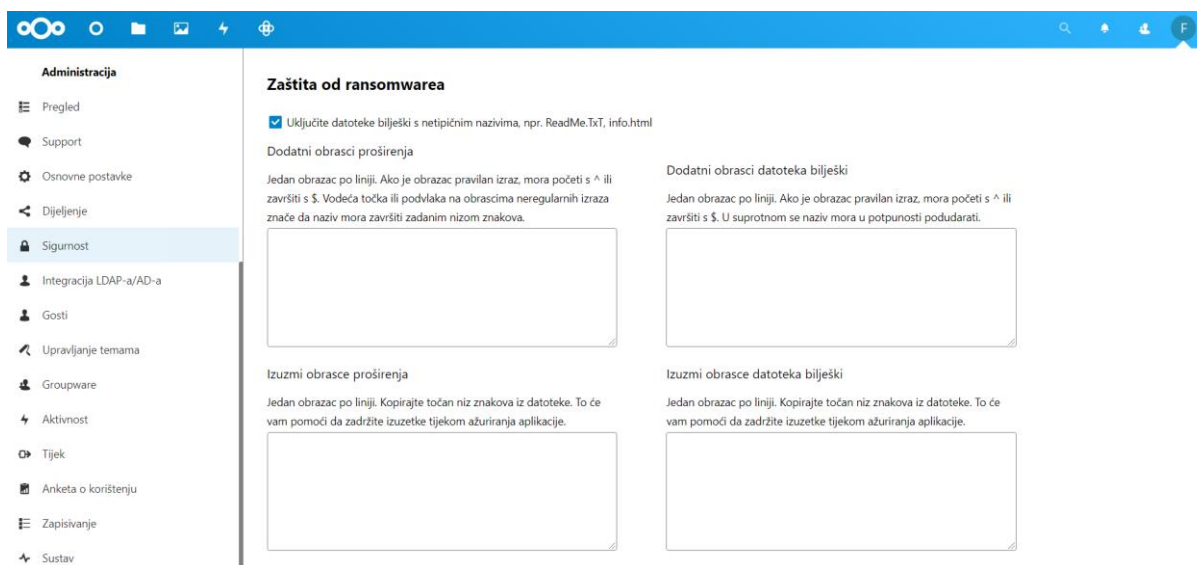 F
Administracija
Pregled
Support
Osnovne postavke
Dijeljenje
Sigurnost
Integracija LDAP-a/AD-a
Gosti
Upravljanje temama
Groupware
Aktivnost
Tijek
Anketa o korištenju
Zapisivanje
Sustav
Zaštita od ransomwarea
Uključite datoteke bilješki s netipičnim nazivima, npr. ReadMe.TxT, info.html
Dodatni obrasci proširenja
Jedan obrazac po liniji. Ako je obrazac pravilan izraz, mora početi s ^ ili
završiti s $. Vodeća točka ili podvlaka na obrascima neregularnih izraza
znače da naziv mora završiti zadanim nizom znakova.
Dodatni obrasci datoteka bilješki
Jedan obrazac po liniji. Ako je obrazac pravilan izraz, mora početi s ^ ili
završiti s $. U suprotnom se naziv mora u potpunosti podudarati.
Izuzmi obrasce proširenja
Jedan obrazac po liniji. Kopirajte točan niz znakova iz datoteke. To će
vam pomoći da zadržite izuzetke tijekom ažuriranja aplikacije.
Izuzmi obrasce datoteka bilješki
Jedan obrazac po liniji. Kopirajte točan niz znakova iz datoteke. To će
vam pomoći da zadržite izuzetke tijekom ažuriranja aplikacije.